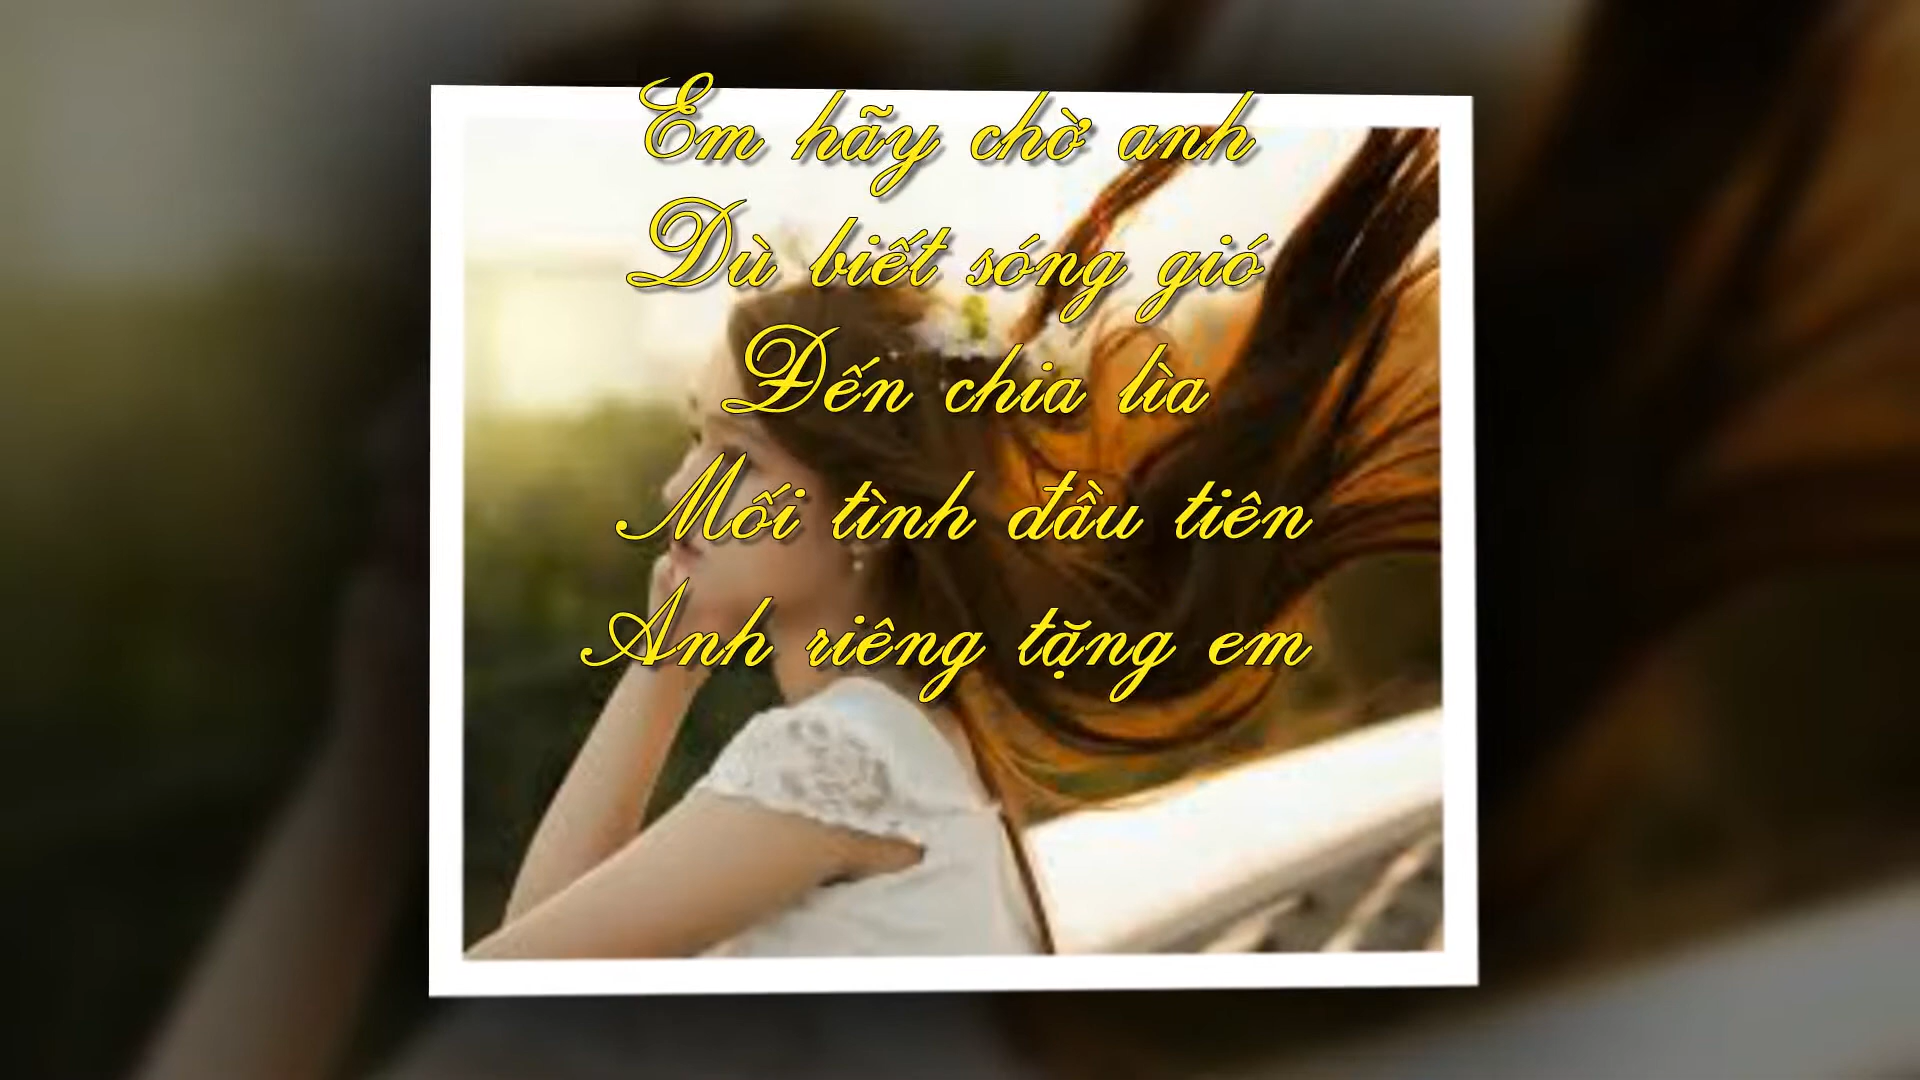 Em hãy chờ anh
Dù biết sóng gió
Đến chia lìa
Mối tình đầu tiên
Anh riêng tặng em